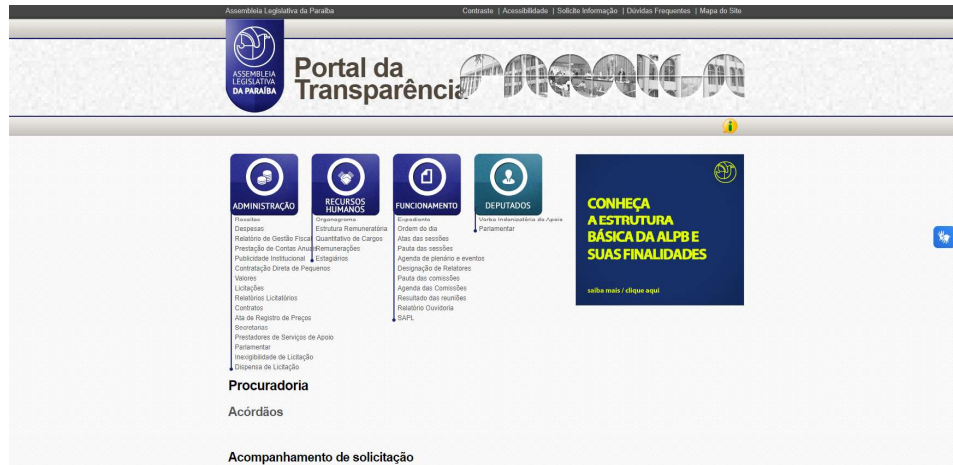 Assembleia Legislativa da Paraíba
Contraste | Acessibilidade | Solicite Informação | Dúvidas Frequentes | Mapa do Site
ASSEMBLEIA
LEGISLATIVA
DA PARAÍBA
Portal da
Transparência
PARAÍBA
ADMINISTRAÇÃO
Receitas
Despesas
Relatório de Gestão Fiscal
Prestação de Contas Anual
Publicidade Institucional
Contratação Direta de Pequenos
Valores
Licitações
Relatórios Licitatórios
Contratos
Ata de Registro de Preços
Secretarias
Prestadores de Serviços de Apoio
Parlamentar
Inexigibilidade de Licitação
Dispensa de Licitação
RECURSOS
HUMANOS
Organograma
Estrutura Remuneratória
Quantitativo de Cargos
Remunerações
Estagiários
FUNCIONAMENTO
Expediente
Ordem do dia
Atas das sessões
Pauta das sessões
Agenda de plenário e eventos
Designação de Relatores
Pauta das comissões
Agenda das Comissões
Resultado das reuniões
Relatório Ouvidoria
SAPL
DEPUTADOS
Verba Indenizatória de Apoio
Parlamentar
CONHEÇA
A ESTRUTURA
BÁSICA DA ALPB E
SUAS FINALIDADES
saiba mais / clique aqui
Procuradoria
Acórdãos
Acompanhamento de solicitação